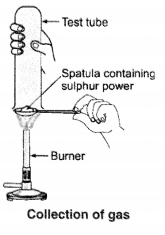 Test tube
Spatula containing
sulphur power
Burner
Collection of gas